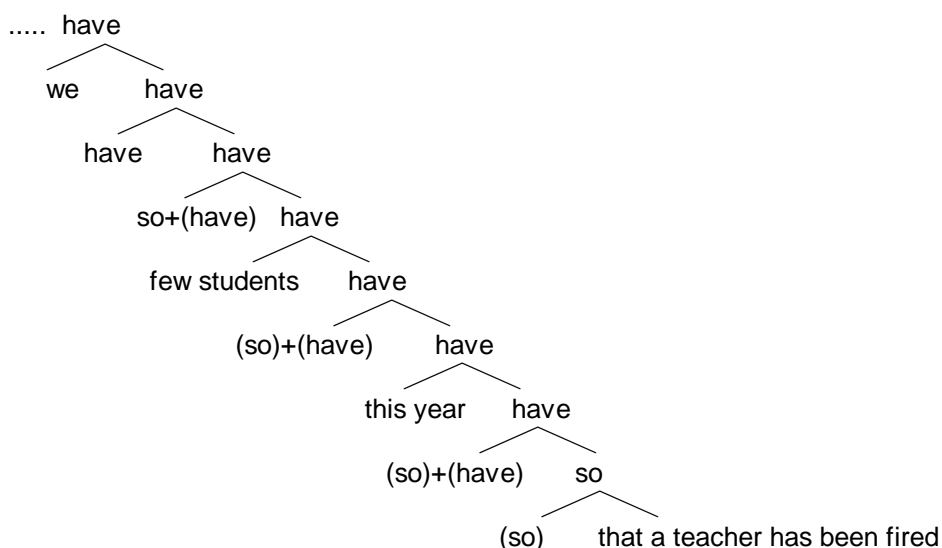 ..... have
we have
have have
so+(have) have
few students have
(so)+(have) have
this year have
(so)+(have) so
(so) that a teacher has been fired